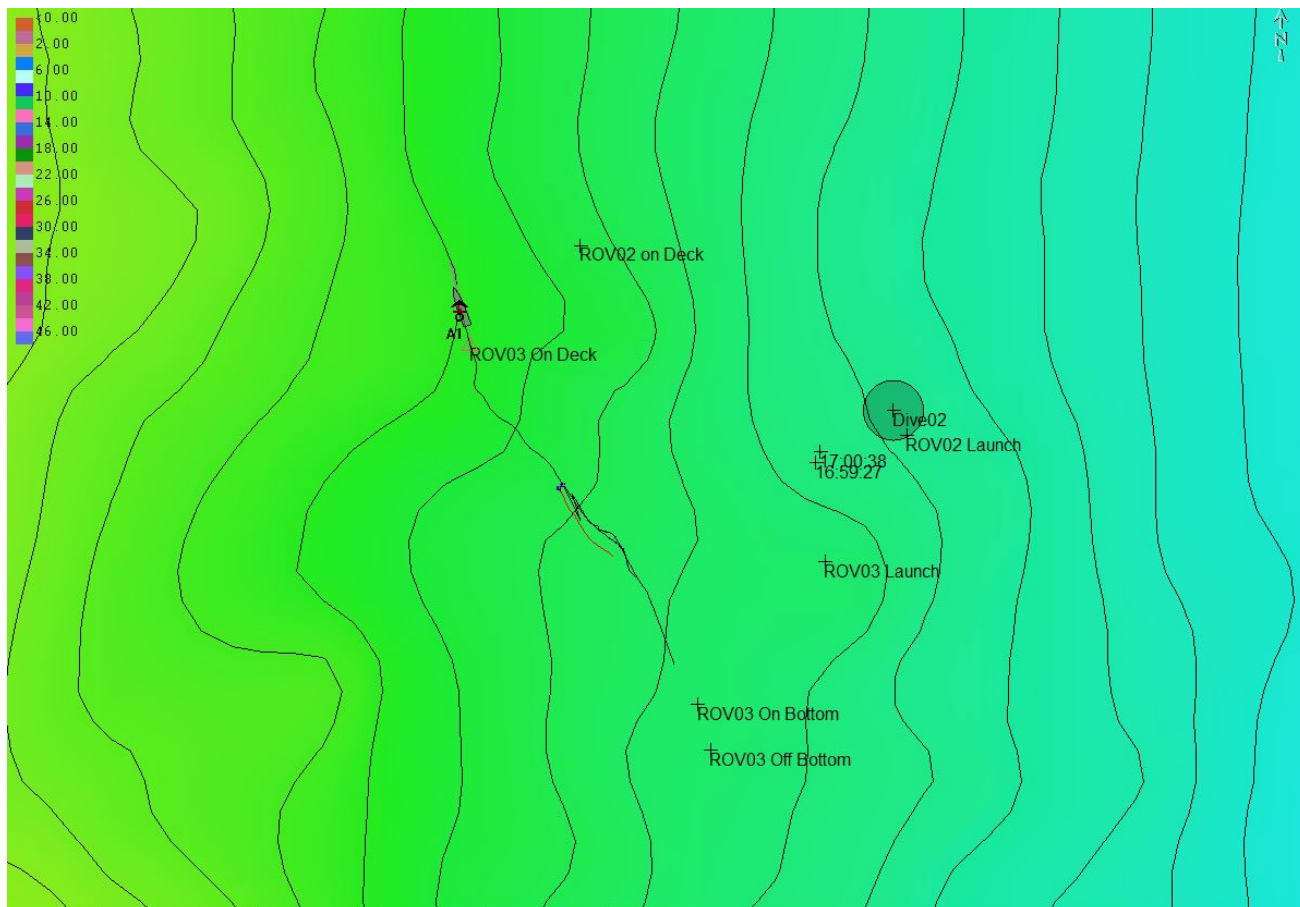 <0.00
2.00
6.00
10.00
14.00
18.00
22.00
26.00
30.00
34.00
38.00
42.00
46.00
N
ROV02 on Deck
A1
ROV03 On Deck
Dive02
ROV02 Launch
17:00:38
16:59:27
ROV03 Launch
ROV03 On Bottom
ROV03 Off Bottom